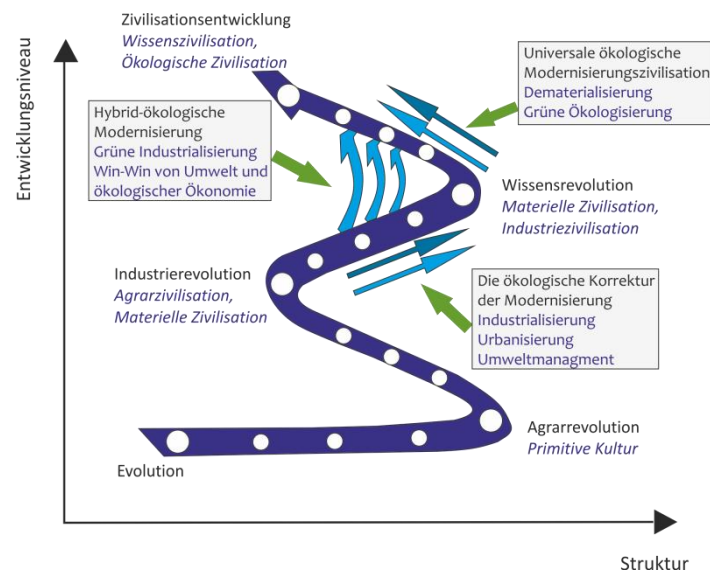 Zivilisationsentwicklung
Wissenszivilisation,
Ökologische Zivilisation
Entwicklungsniveau
Universale ökologische
Modernisierungszivilisation
Dematerialisierung
Grüne Ökologisierung
Hybrid-ökologische
Modernisierung
Grüne Industrialisierung
Win-Win von Umwelt und
ökologischer Ökonomie
Wissensrevolution
Materielle Zivilisation,
Industriezivilisation
Industrierevolution
Agrarzivilisation,
Materielle Zivilisation
Die ökologische Korrektur
der Modernisierung
Industrialisierung
Urbanisierung
Umweltmanagment
Agrarrevolution
Primitive Kultur
Evolution
Struktur